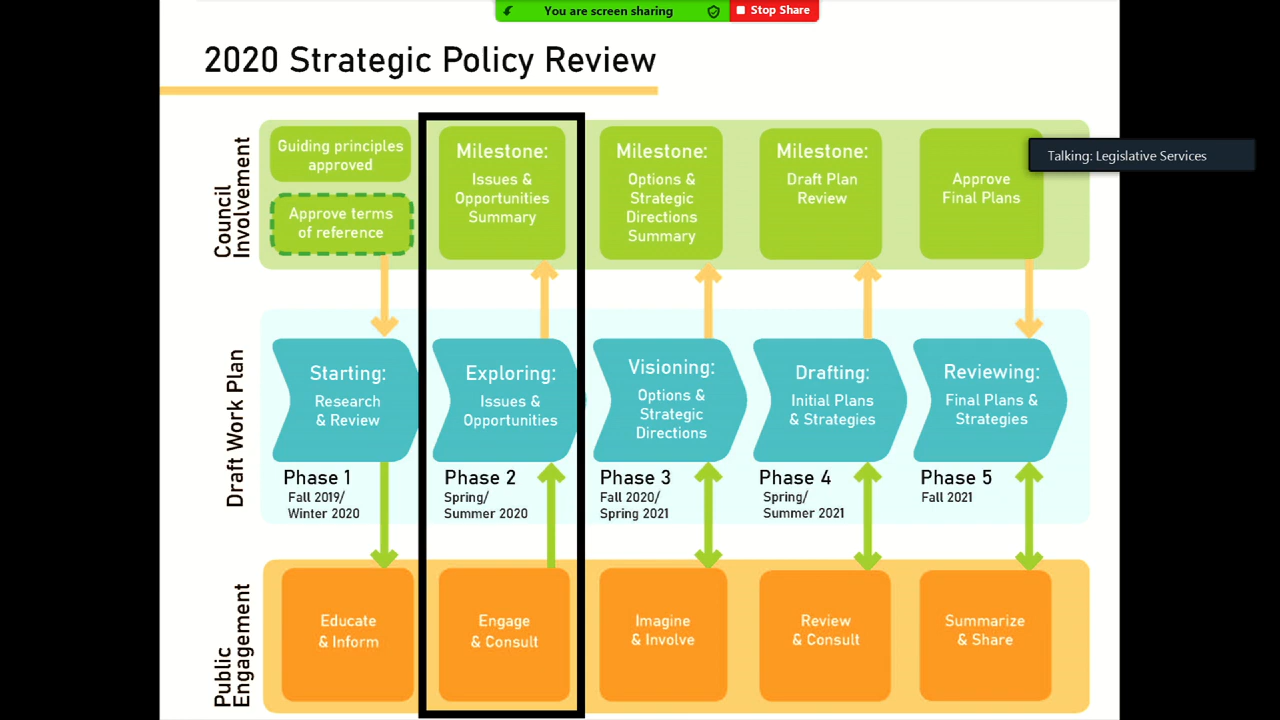 You are screen sharing
Stop Share
2020 Strategic Policy Review
Talking: Legislative Services
Council
Involvement
Guiding principles
approved
Approve terms
of reference
Milestone:
Issues &
Opportunities
Summary
Milestone:
Options &
Strategic
Directions
Summary
Milestone:
Draft Plan
Review
Approve
Final Plans
Draft Work Plan
Starting:
Research
& Review
Exploring:
Issues &
Opportunities
Visioning:
Options &
Strategic
Directions
Drafting:
Initial Plans
& Strategies
Reviewing:
Final Plans &
Strategies
Phase 1
Fall 2019/
Winter 2020
Phase 2
Spring/
Summer 2020
Phase 3
Fall 2020/
Spring 2021
Phase 4
Spring/
Summer 2021
Phase 5
Fall 2021
Public
Engagement
Educate
& Inform
Engage
& Consult
Imagine
& Involve
Review
& Consult
Summarize
& Share